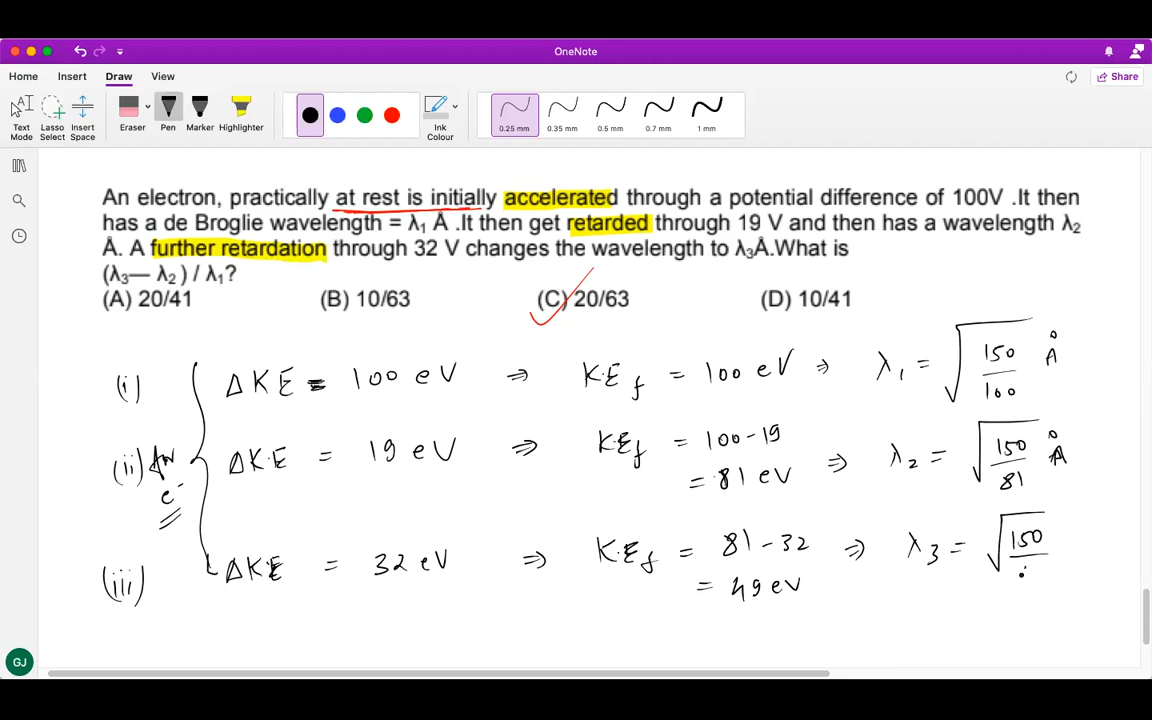 OneNote
Home Insert Draw View
Share
Text Mode
Lasso Select
Insert Space
Eraser
Pen
Marker
Highlighter
Ink Colour
0.25 mm
0.35 mm
0.5 mm
0.7 mm
1 mm
An electron, practically at rest is initially accelerated through a potential difference of 100V .It then
has a de Broglie wavelength = λ₁ Å .It then get retarded through 19 V and then has a wavelength λ₂
Å. A further retardation through 32 V changes the wavelength to λ₃Å.What is
(λ₃— λ₂ ) / λ₁?
(A) 20/41 (B) 10/63 (C) 20/63 (D) 10/41
(i) ΔKE = 100 eV ⇒ K.E_f = 100 eV ⇒ λ₁ = √(150/100) Å
(ii) ΔK.E = 19 eV ⇒ K.E_f = 100-19
= 81 eV ⇒ λ₂ = √(150/81) Å
e⁻
(iii) ΔKE = 32 eV ⇒ K.E_f = 81-32 ⇒ λ₃ = √150
= 49 eV
GJ